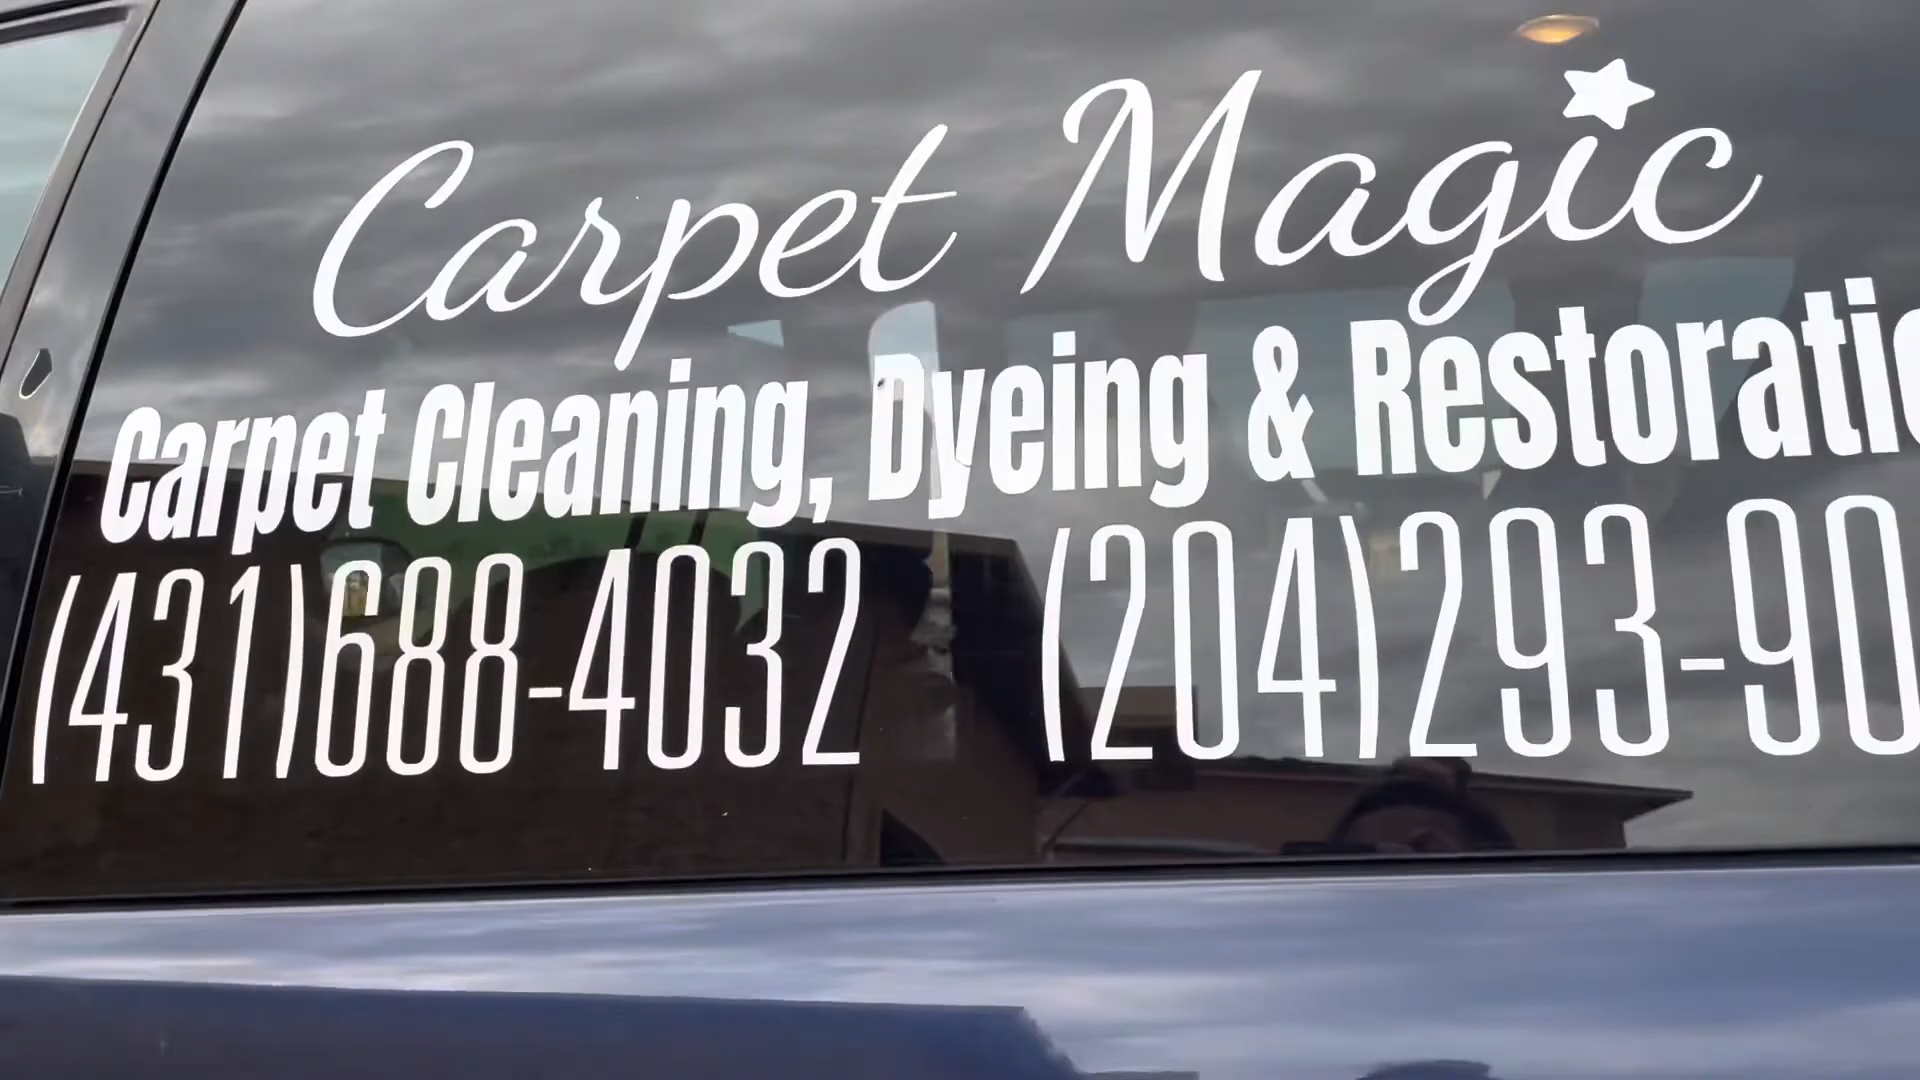 Carpet Magic
Carpet Cleaning, Dyeing & Restoratio
(431)688-4032 (204)293-90